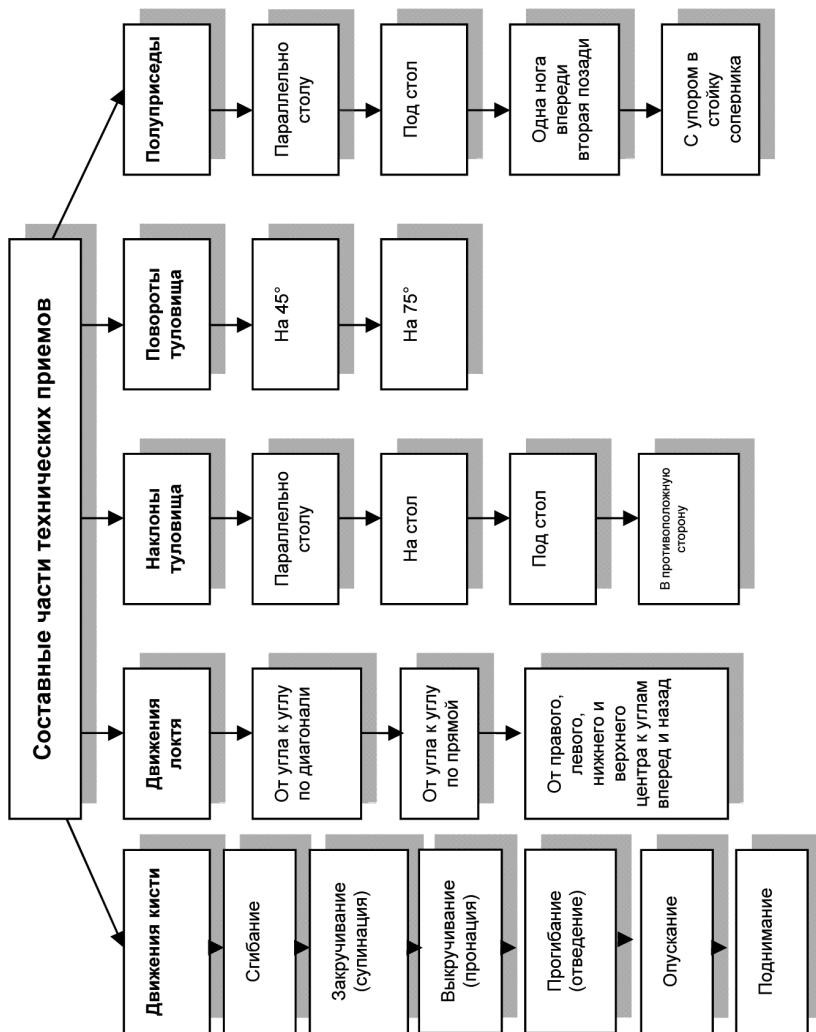 Составные части технических приемов
Движения кисти
Сгибание
Закручивание
(супинация)
Выкручивание
(пронация)
Прогибание
(отведение)
Опускание
Поднимание
Движения
локтя
От угла к углу
по диагонали
От угла к углу
по прямой
От правого,
левого,
нижнего и
верхнего
центра к углам
вперед и назад
Наклоны
туловища
Параллельно
столу
На стол
Под стол
В противоположную
сторону
Повороты
туловища
На 45°
На 75°
Полуприседы
Параллельно
столу
Под стол
Одна нога
впереди
вторая позади
С упором в
стойку
соперника